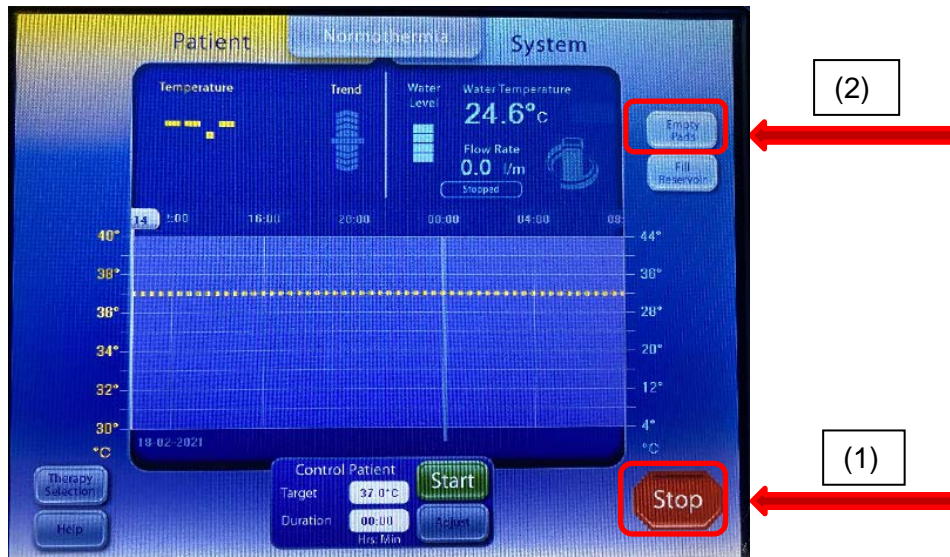 Patient
Normothermia
System
(2)
Temperature
Trend
Water
Level
Water Temperature
24.6°c
Flow Rate
0.0 l/m
Stopped
Empty
Pads
Fill
Reservoir
--.-
14
16:00
20:00
00:00
04:00
08:
40°
38°
36°
34°
32°
30°
°C
44°
36°
28°
20°
12°
4°
°C
18-02-2021
Therapy
Selection
Help
Control Patient
Target
37.0°C
Start
Duration
00:00
Adjust
Hrs: Min
Stop
(1)